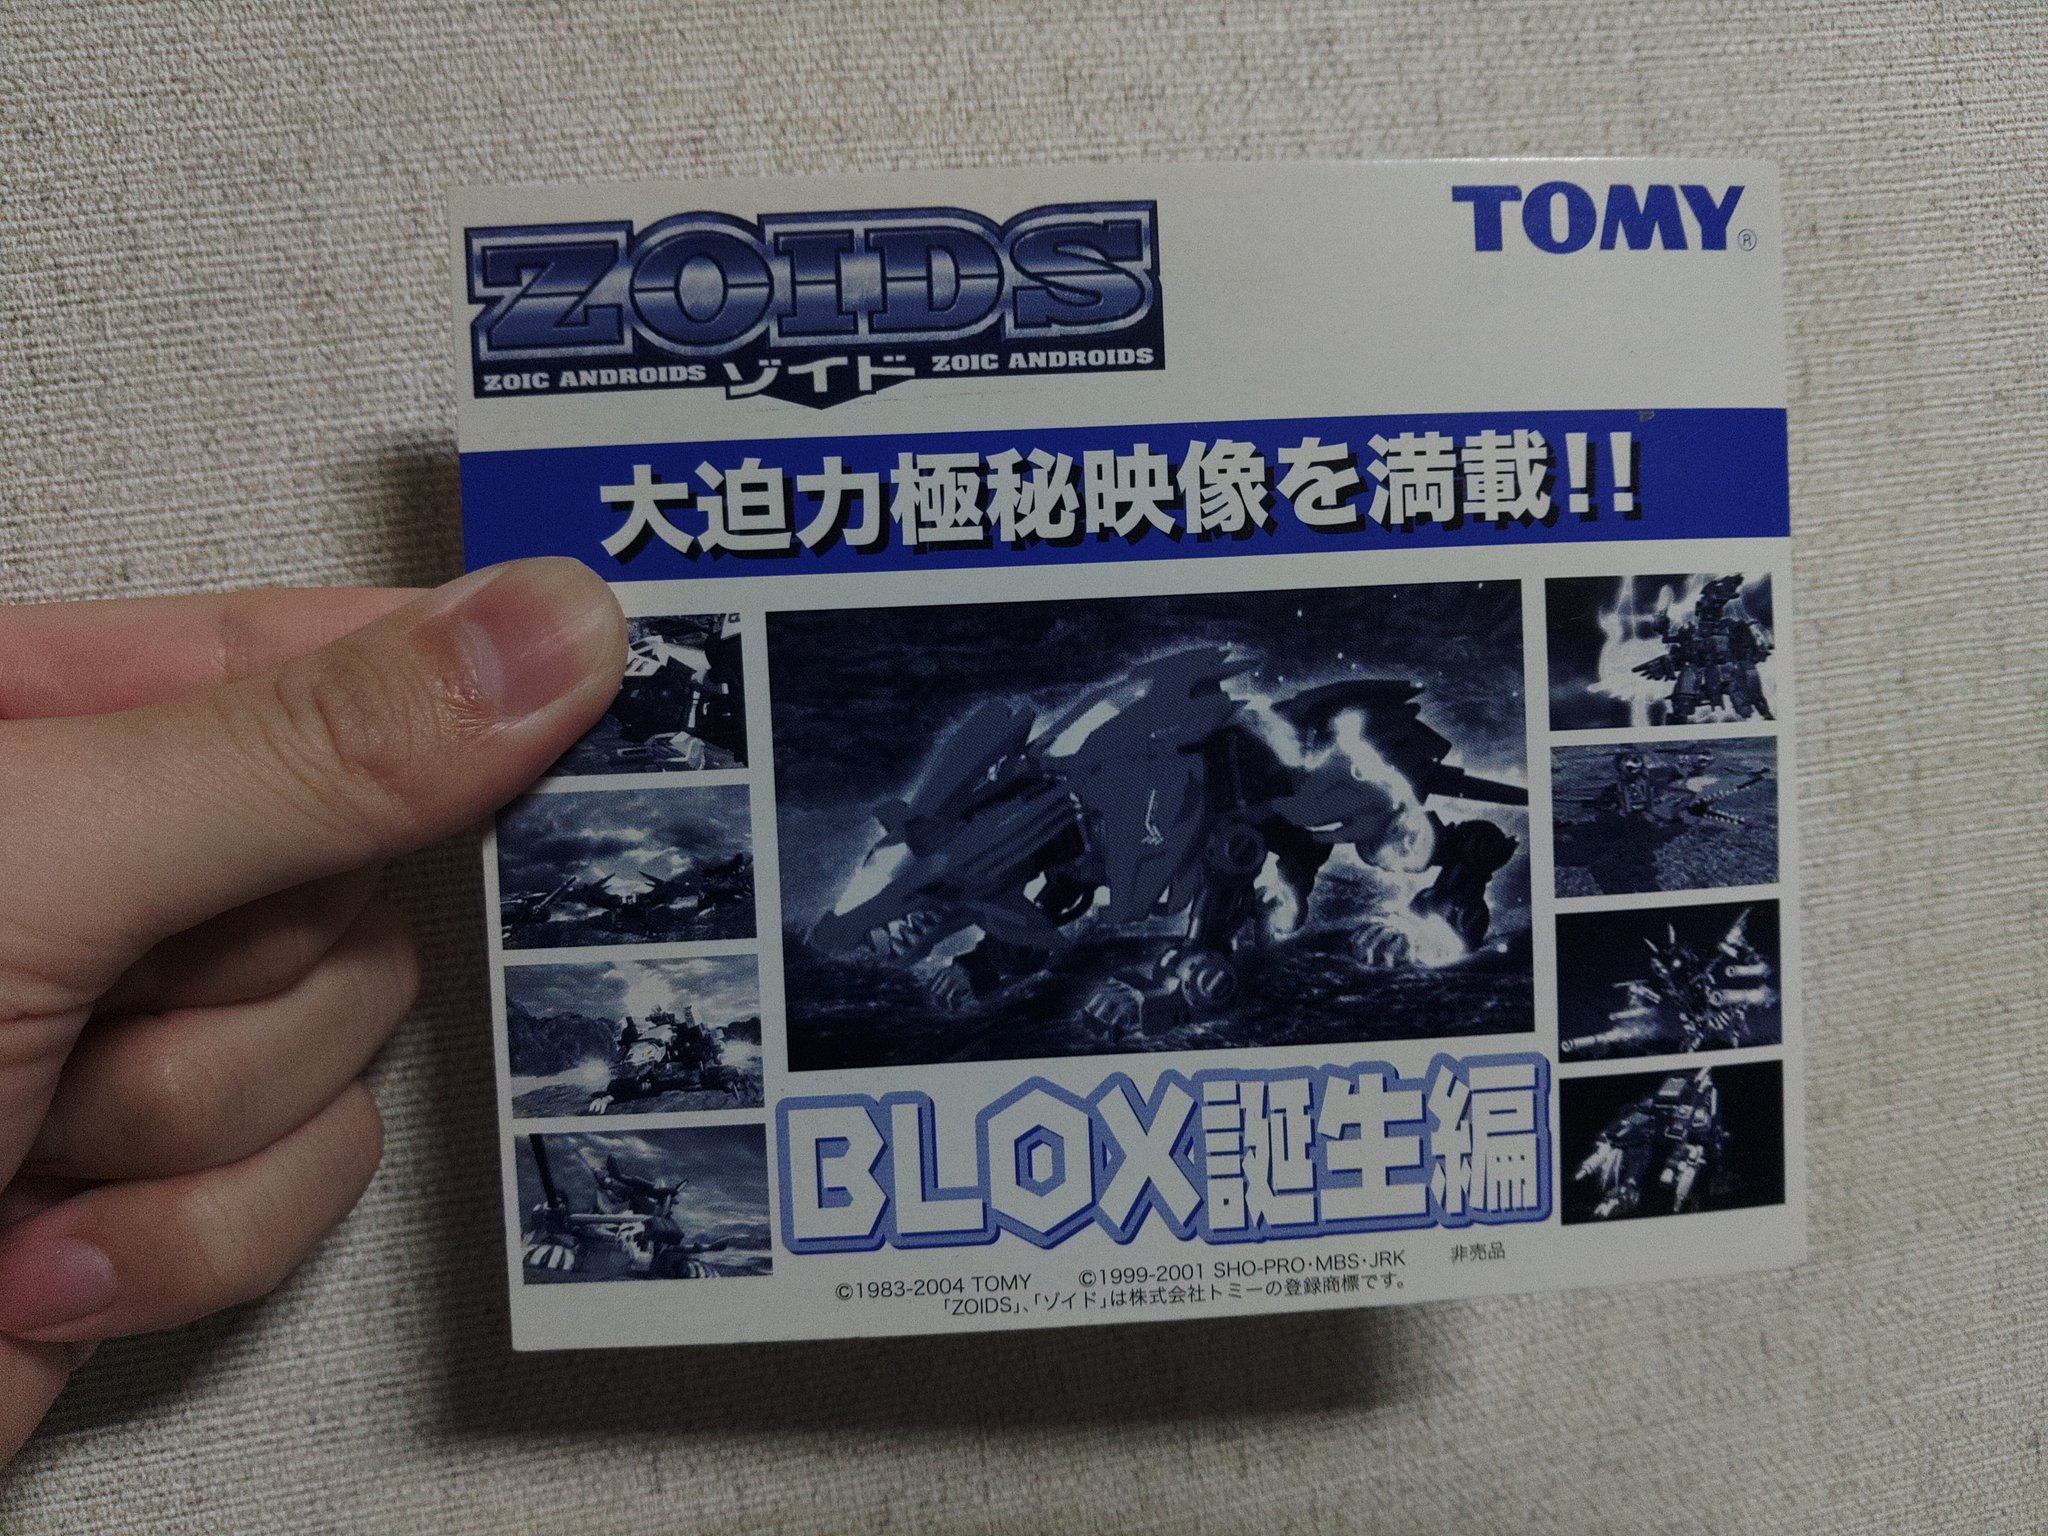 ZOIDS
ZOIC ANDROIDS ゾイド ZOIC ANDROIDS
TOMY®
大迫力極秘映像を満載!!
BLOX誕生編
©1983-2004 TOMY ©1999-2001 SHO-PRO・MBS・JRK 非売品
「ZOIDS」、「ゾイド」は株式会社トミーの登録商標です。